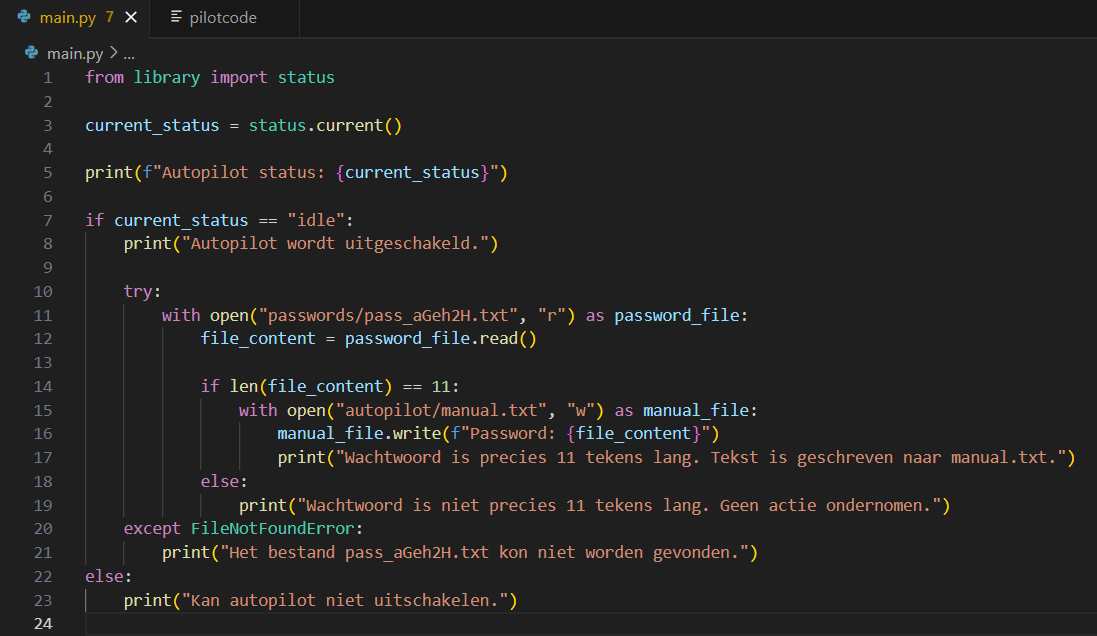 main.py 7 × pilotcode
main.py > ...
1 from library import status
2
3 current_status = status.current()
4
5 print(f"Autopilot status: {current_status}")
6
7 if current_status == "idle":
8     print("Autopilot wordt uitgeschakeld.")
9
10     try:
11         with open("passwords/pass_aGeh2H.txt", "r") as password_file:
12             file_content = password_file.read()
13
14             if len(file_content) == 11:
15                 with open("autopilot/manual.txt", "w") as manual_file:
16                     manual_file.write(f"Password: {file_content}")
17                     print("Wachtwoord is precies 11 tekens lang. Tekst is geschreven naar manual.txt.")
18             else:
19                 print("Wachtwoord is niet precies 11 tekens lang. Geen actie ondernomen.")
20     except FileNotFoundError:
21         print("Het bestand pass_aGeh2H.txt kon niet worden gevonden.")
22 else:
23     print("Kan autopilot niet uitschakelen.")
24